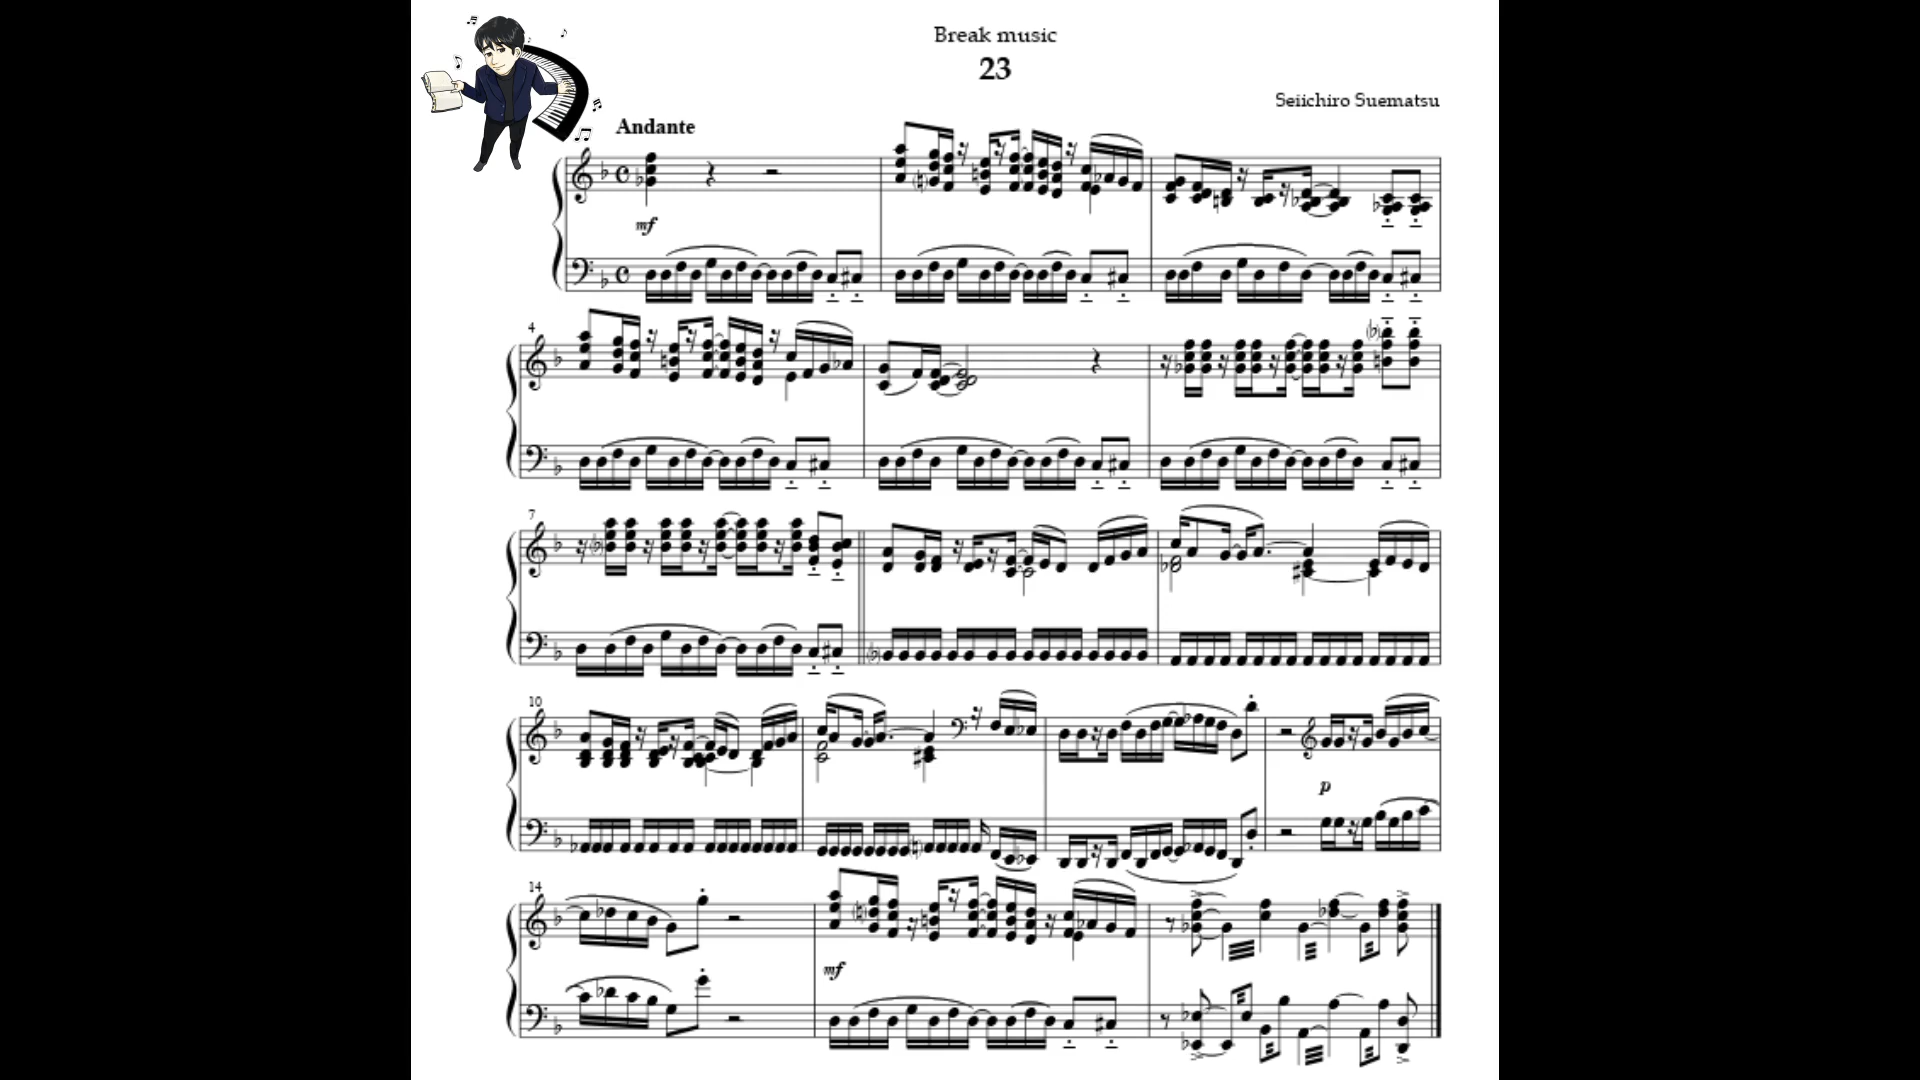 Break music
23
Seiichiro Suematsu
Andante
mf
4
7
10
p
14
mf